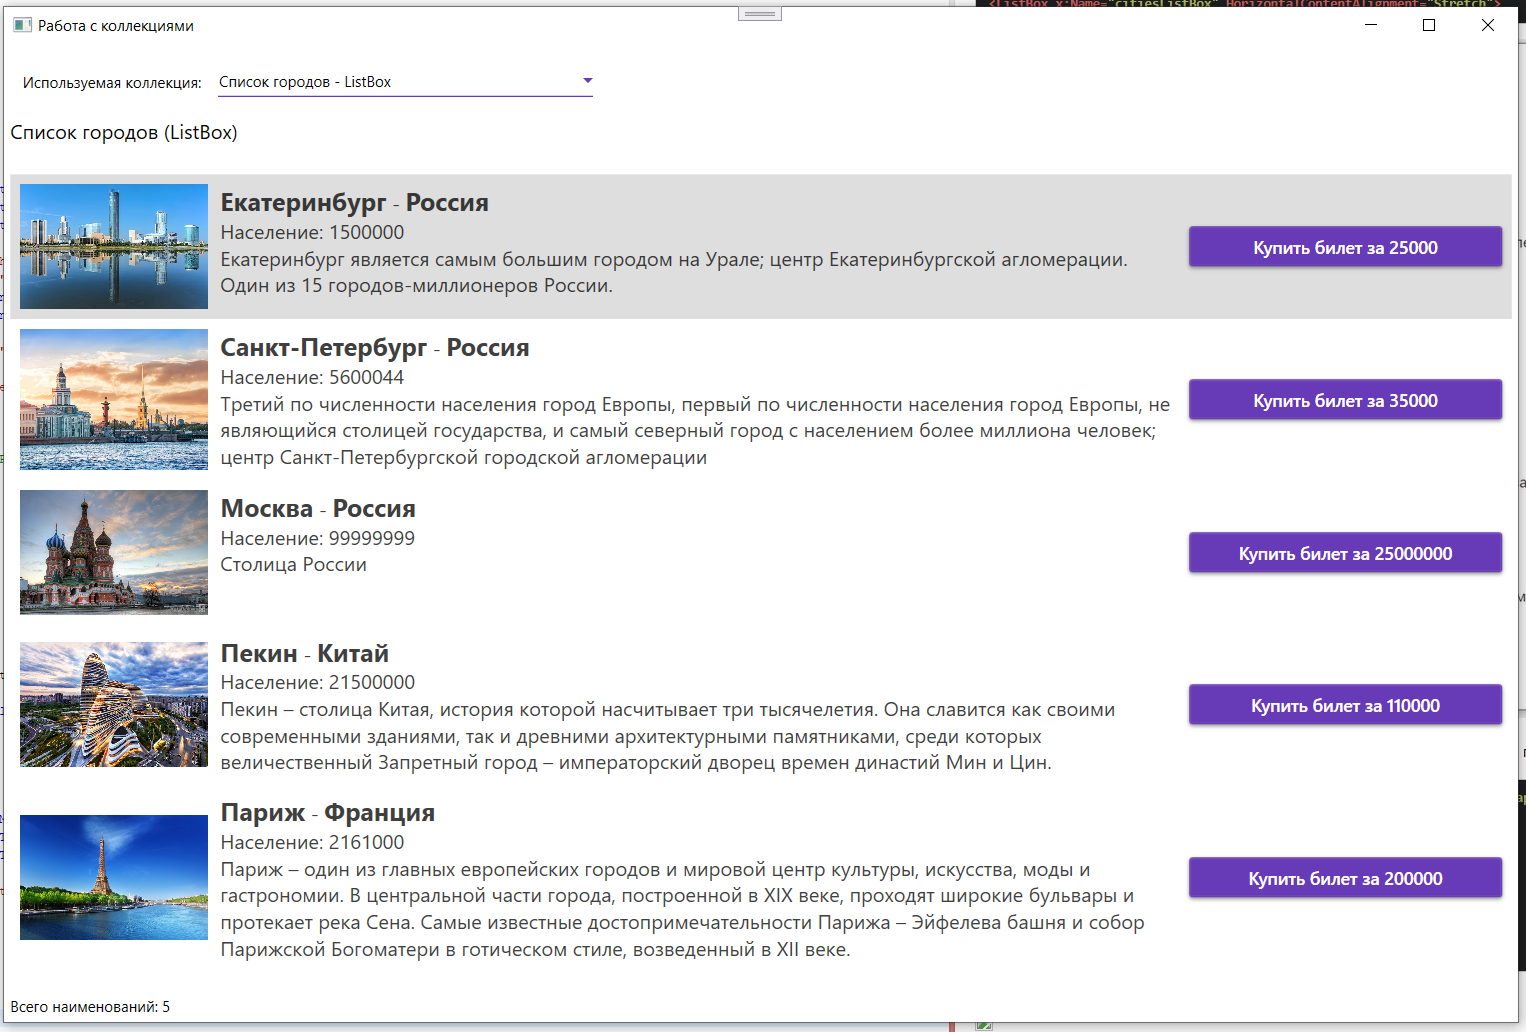 <ListBox x:Name="citiesListBox" HorizontalContentAlignment="Stretch">
Работа с коллекциями
Используемая коллекция: Список городов - ListBox
Список городов (ListBox)
Екатеринбург - Россия
Население: 1500000
Екатеринбург является самым большим городом на Урале; центр Екатеринбургской агломерации.
Один из 15 городов-миллионеров России.
Купить билет за 25000
Санкт-Петербург - Россия
Население: 5600044
Третий по численности населения город Европы, первый по численности населения город Европы, не
являющийся столицей государства, и самый северный город с населением более миллиона человек;
центр Санкт-Петербургской городской агломерации
Купить билет за 35000
Москва - Россия
Население: 99999999
Столица России
Купить билет за 25000000
Пекин - Китай
Население: 21500000
Пекин – столица Китая, история которой насчитывает три тысячелетия. Она славится как своими
современными зданиями, так и древними архитектурными памятниками, среди которых
величественный Запретный город – императорский дворец времен династий Мин и Цин.
Купить билет за 110000
Париж - Франция
Население: 2161000
Париж – один из главных европейских городов и мировой центр культуры, искусства, моды и
гастрономии. В центральной части города, построенной в XIX веке, проходят широкие бульвары и
протекает река Сена. Самые известные достопримечательности Парижа – Эйфелева башня и собор
Парижской Богоматери в готическом стиле, возведенный в XII веке.
Купить билет за 200000
Всего наименований: 5